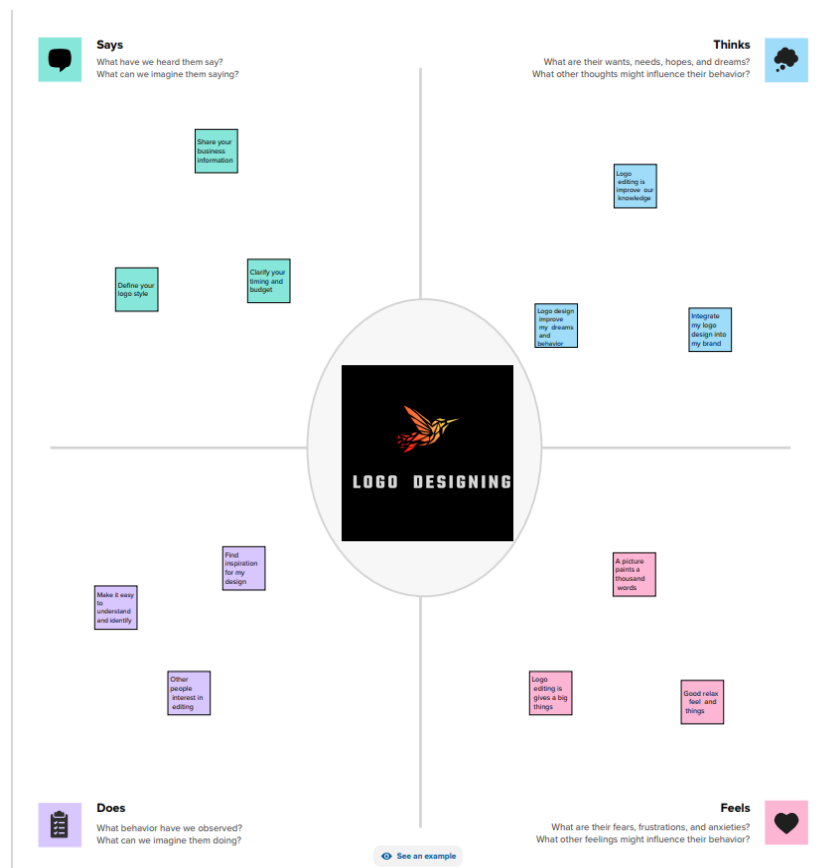 Says
What have we heard them say?
What can we imagine them saying?
Thinks
What are their wants, needs, hopes, and dreams?
What other thoughts might influence their behavior?
Share your
business
information
Define your
logo style
Clarify your
timing and
budget
Logo
editing is
improve our
knowledge
Logo design
improve
my dreams
and
behavior
Integrate
my logo
design into
my brand
LOGO DESIGNING
Find
inspiration
for my
design
Make it easy
to
understand
and identify
Other
people
interest in
editing
A picture
paints a
thousand
words
Logo
editing is
gives a big
things
Good relax
feel and
things
Does
What behavior have we observed?
What can we imagine them doing?
Feels
What are their fears, frustrations, and anxieties?
What other feelings might influence their behavior?
See an example